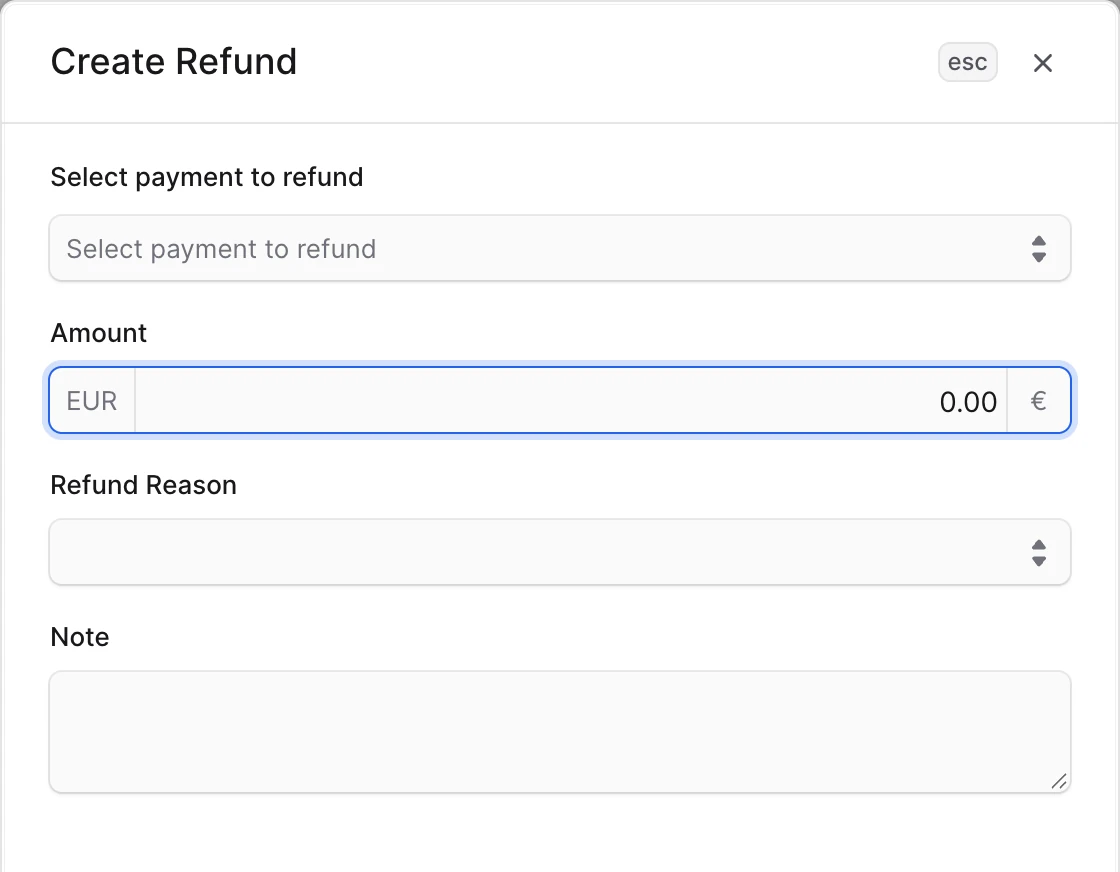 Create Refund esc
Select payment to refund
Select payment to refund
Amount
EUR 0.00 €
Refund Reason
Note